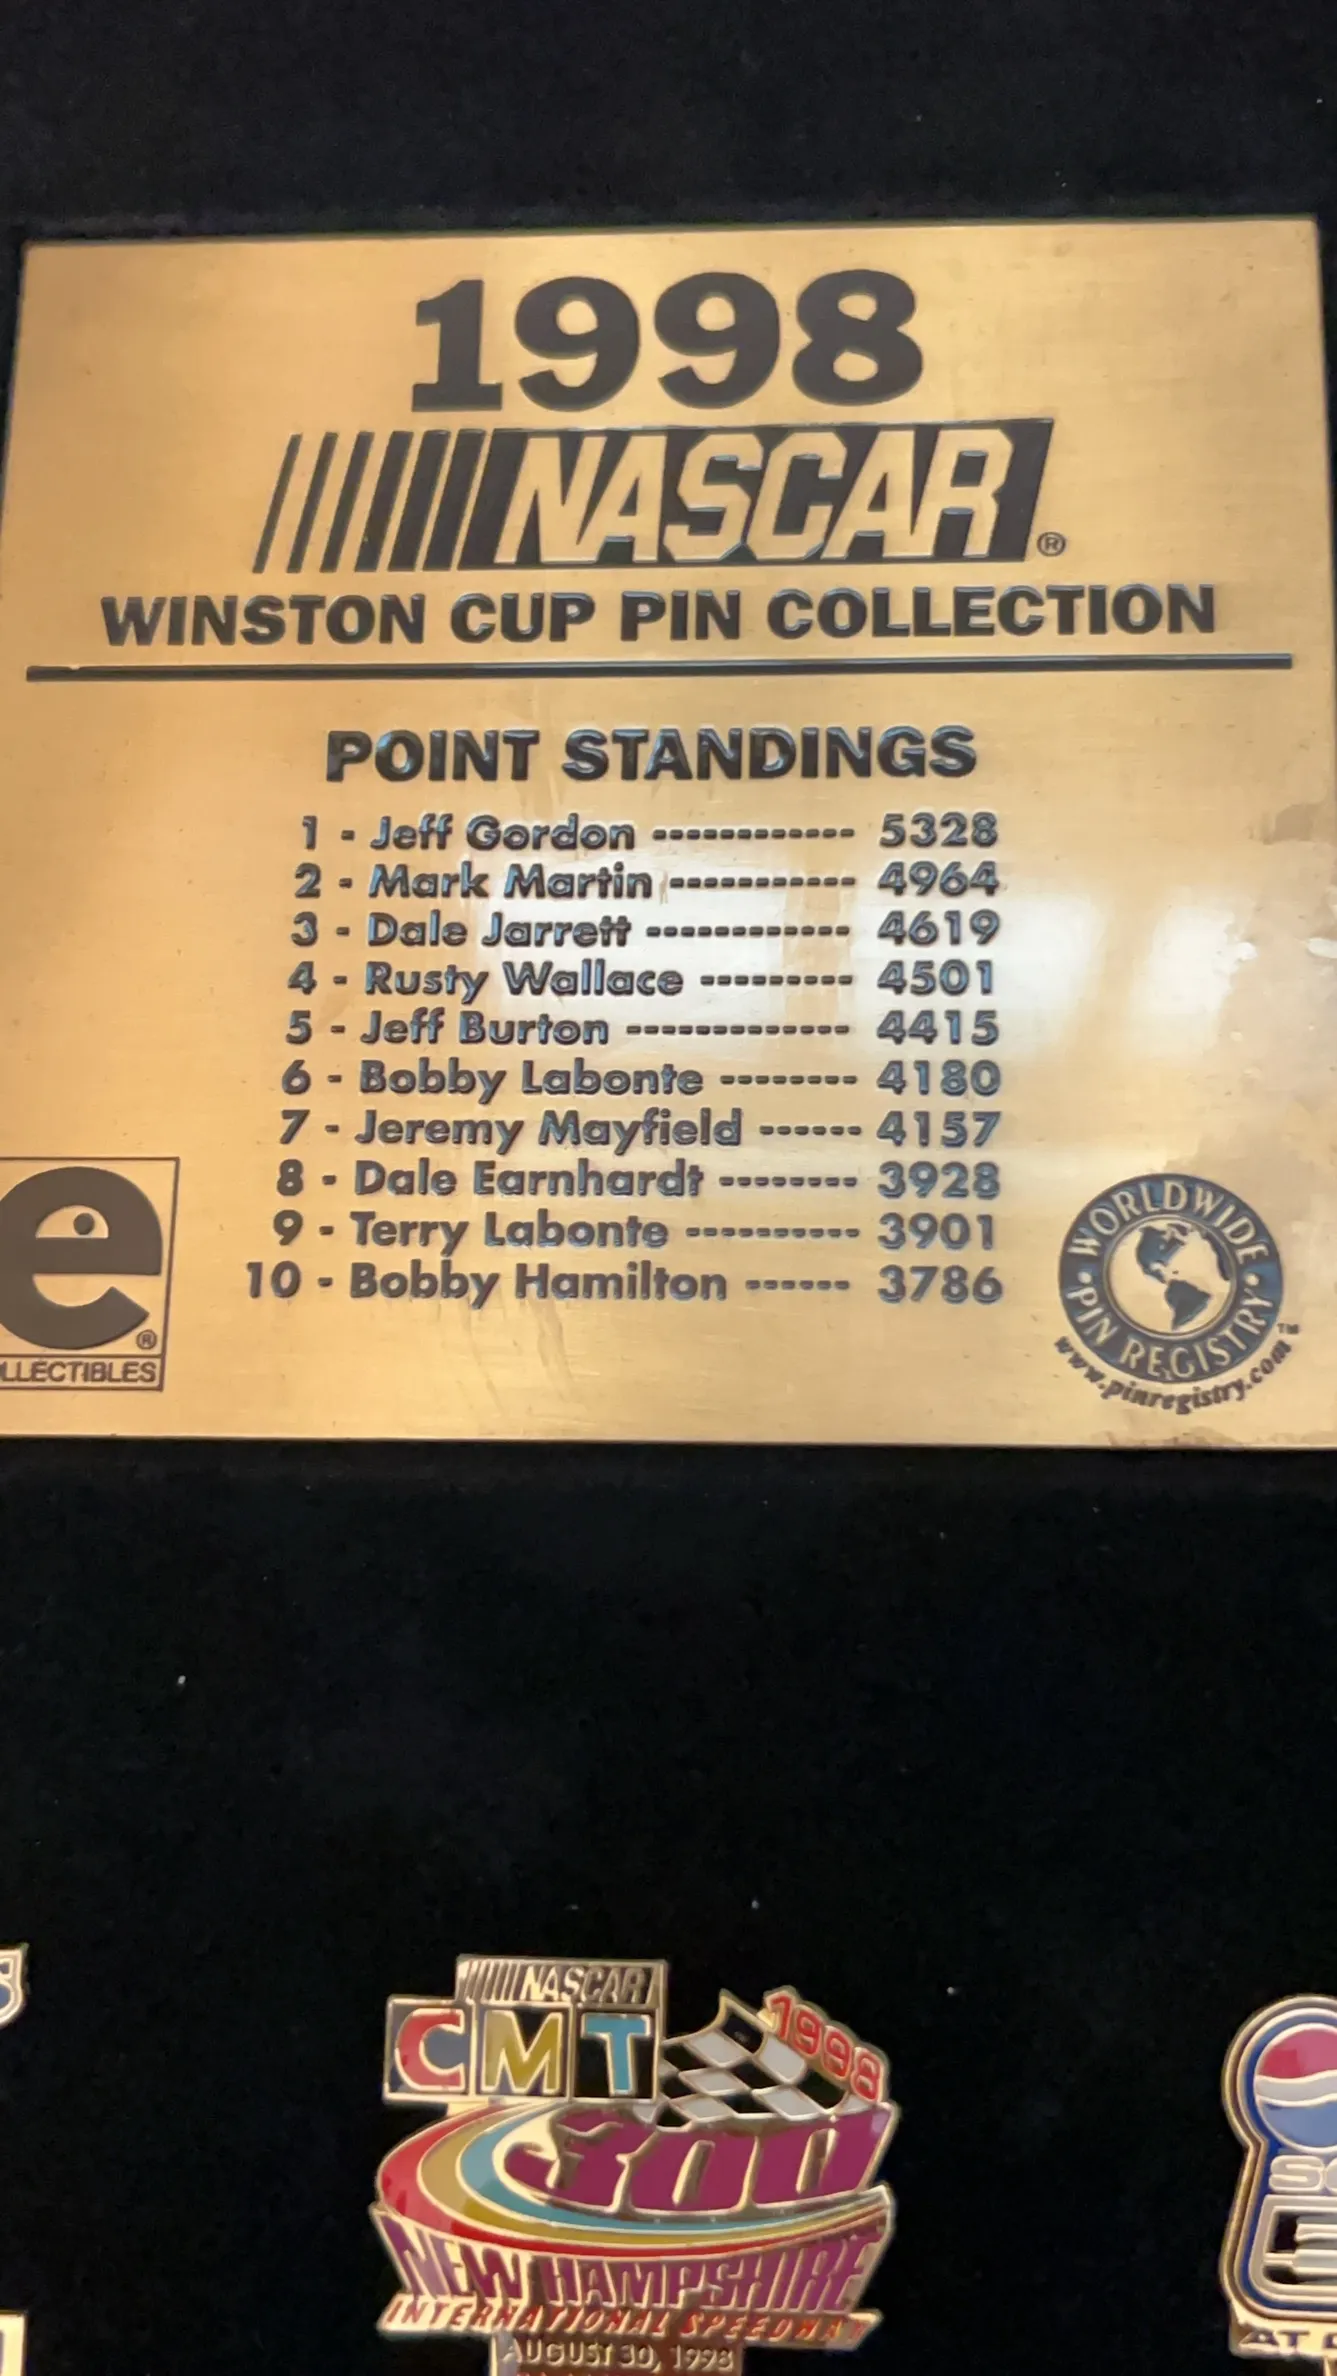 1998
NASCAR®
WINSTON CUP PIN COLLECTION
POINT STANDINGS
1 - Jeff Gordon ------------ 5328
2 - Mark Martin ----------- 4964
3 - Dale Jarrett ------------ 4619
4 - Rusty Wallace --------- 4501
5 - Jeff Burton ------------- 4415
6 - Bobby Labonte -------- 4180
7 - Jeremy Mayfield ------ 4157
8 - Dale Earnhardt -------- 3928
9 - Terry Labonte ---------- 3901
10 - Bobby Hamilton ------ 3786
e®
LLECTIBLES
WORLDWIDE
• PIN REGISTRY •
TM
www.pinregistry.com
NASCAR
CMT
1998
300
NEW HAMPSHIRE
INTERNATIONAL SPEEDWAY
AUGUST 30, 1998
AT